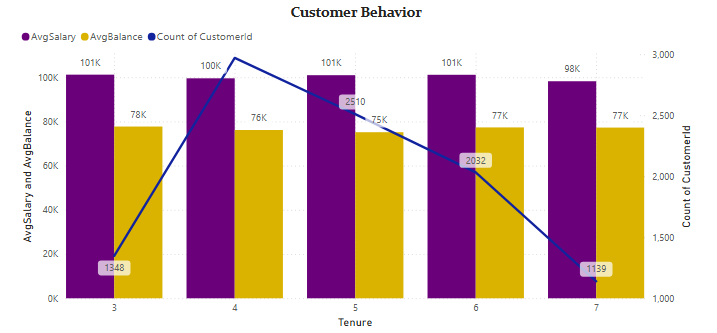 Customer Behavior
AvgSalary AvgBalance Count of CustomerId
101K 100K 101K 101K 98K
78K 76K 75K 77K 77K
1348 2510 2032 1139
AvgSalary and AvgBalance
100K
80K
60K
40K
20K
0K
3,000
2,500
2,000
1,500
1,000
Count of CustomerId
3 4 5 6 7
Tenure